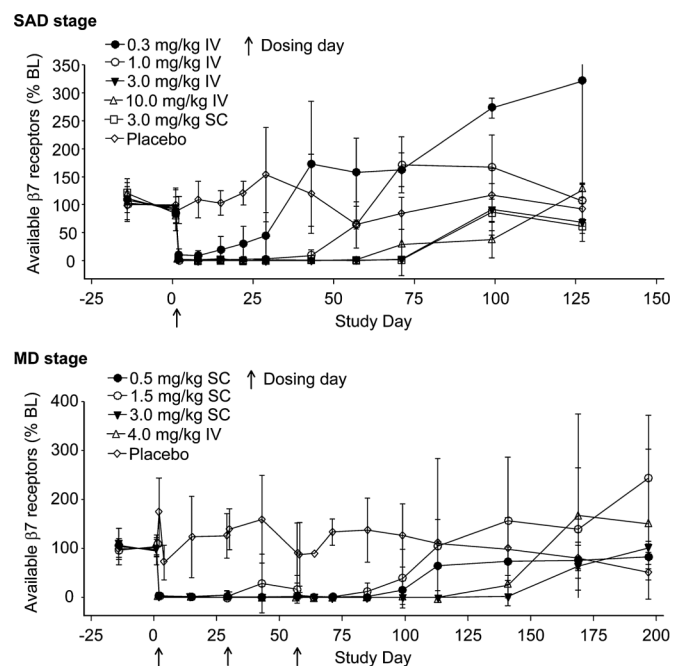 SAD stage
0.3 mg/kg IV
↑ Dosing day
1.0 mg/kg IV
3.0 mg/kg IV
10.0 mg/kg IV
3.0 mg/kg SC
Placebo
Available β7 receptors (% BL)
350
300
250
200
150
100
50
0
-25 0 25 50 75 100 125 150
↑
Study Day
MD stage
0.5 mg/kg SC
↑ Dosing day
1.5 mg/kg SC
3.0 mg/kg SC
4.0 mg/kg IV
Placebo
Available β7 receptors (% BL)
400
300
200
100
0
-25 0 25 50 75 100 125 150 175 200
↑ ↑ ↑
Study Day